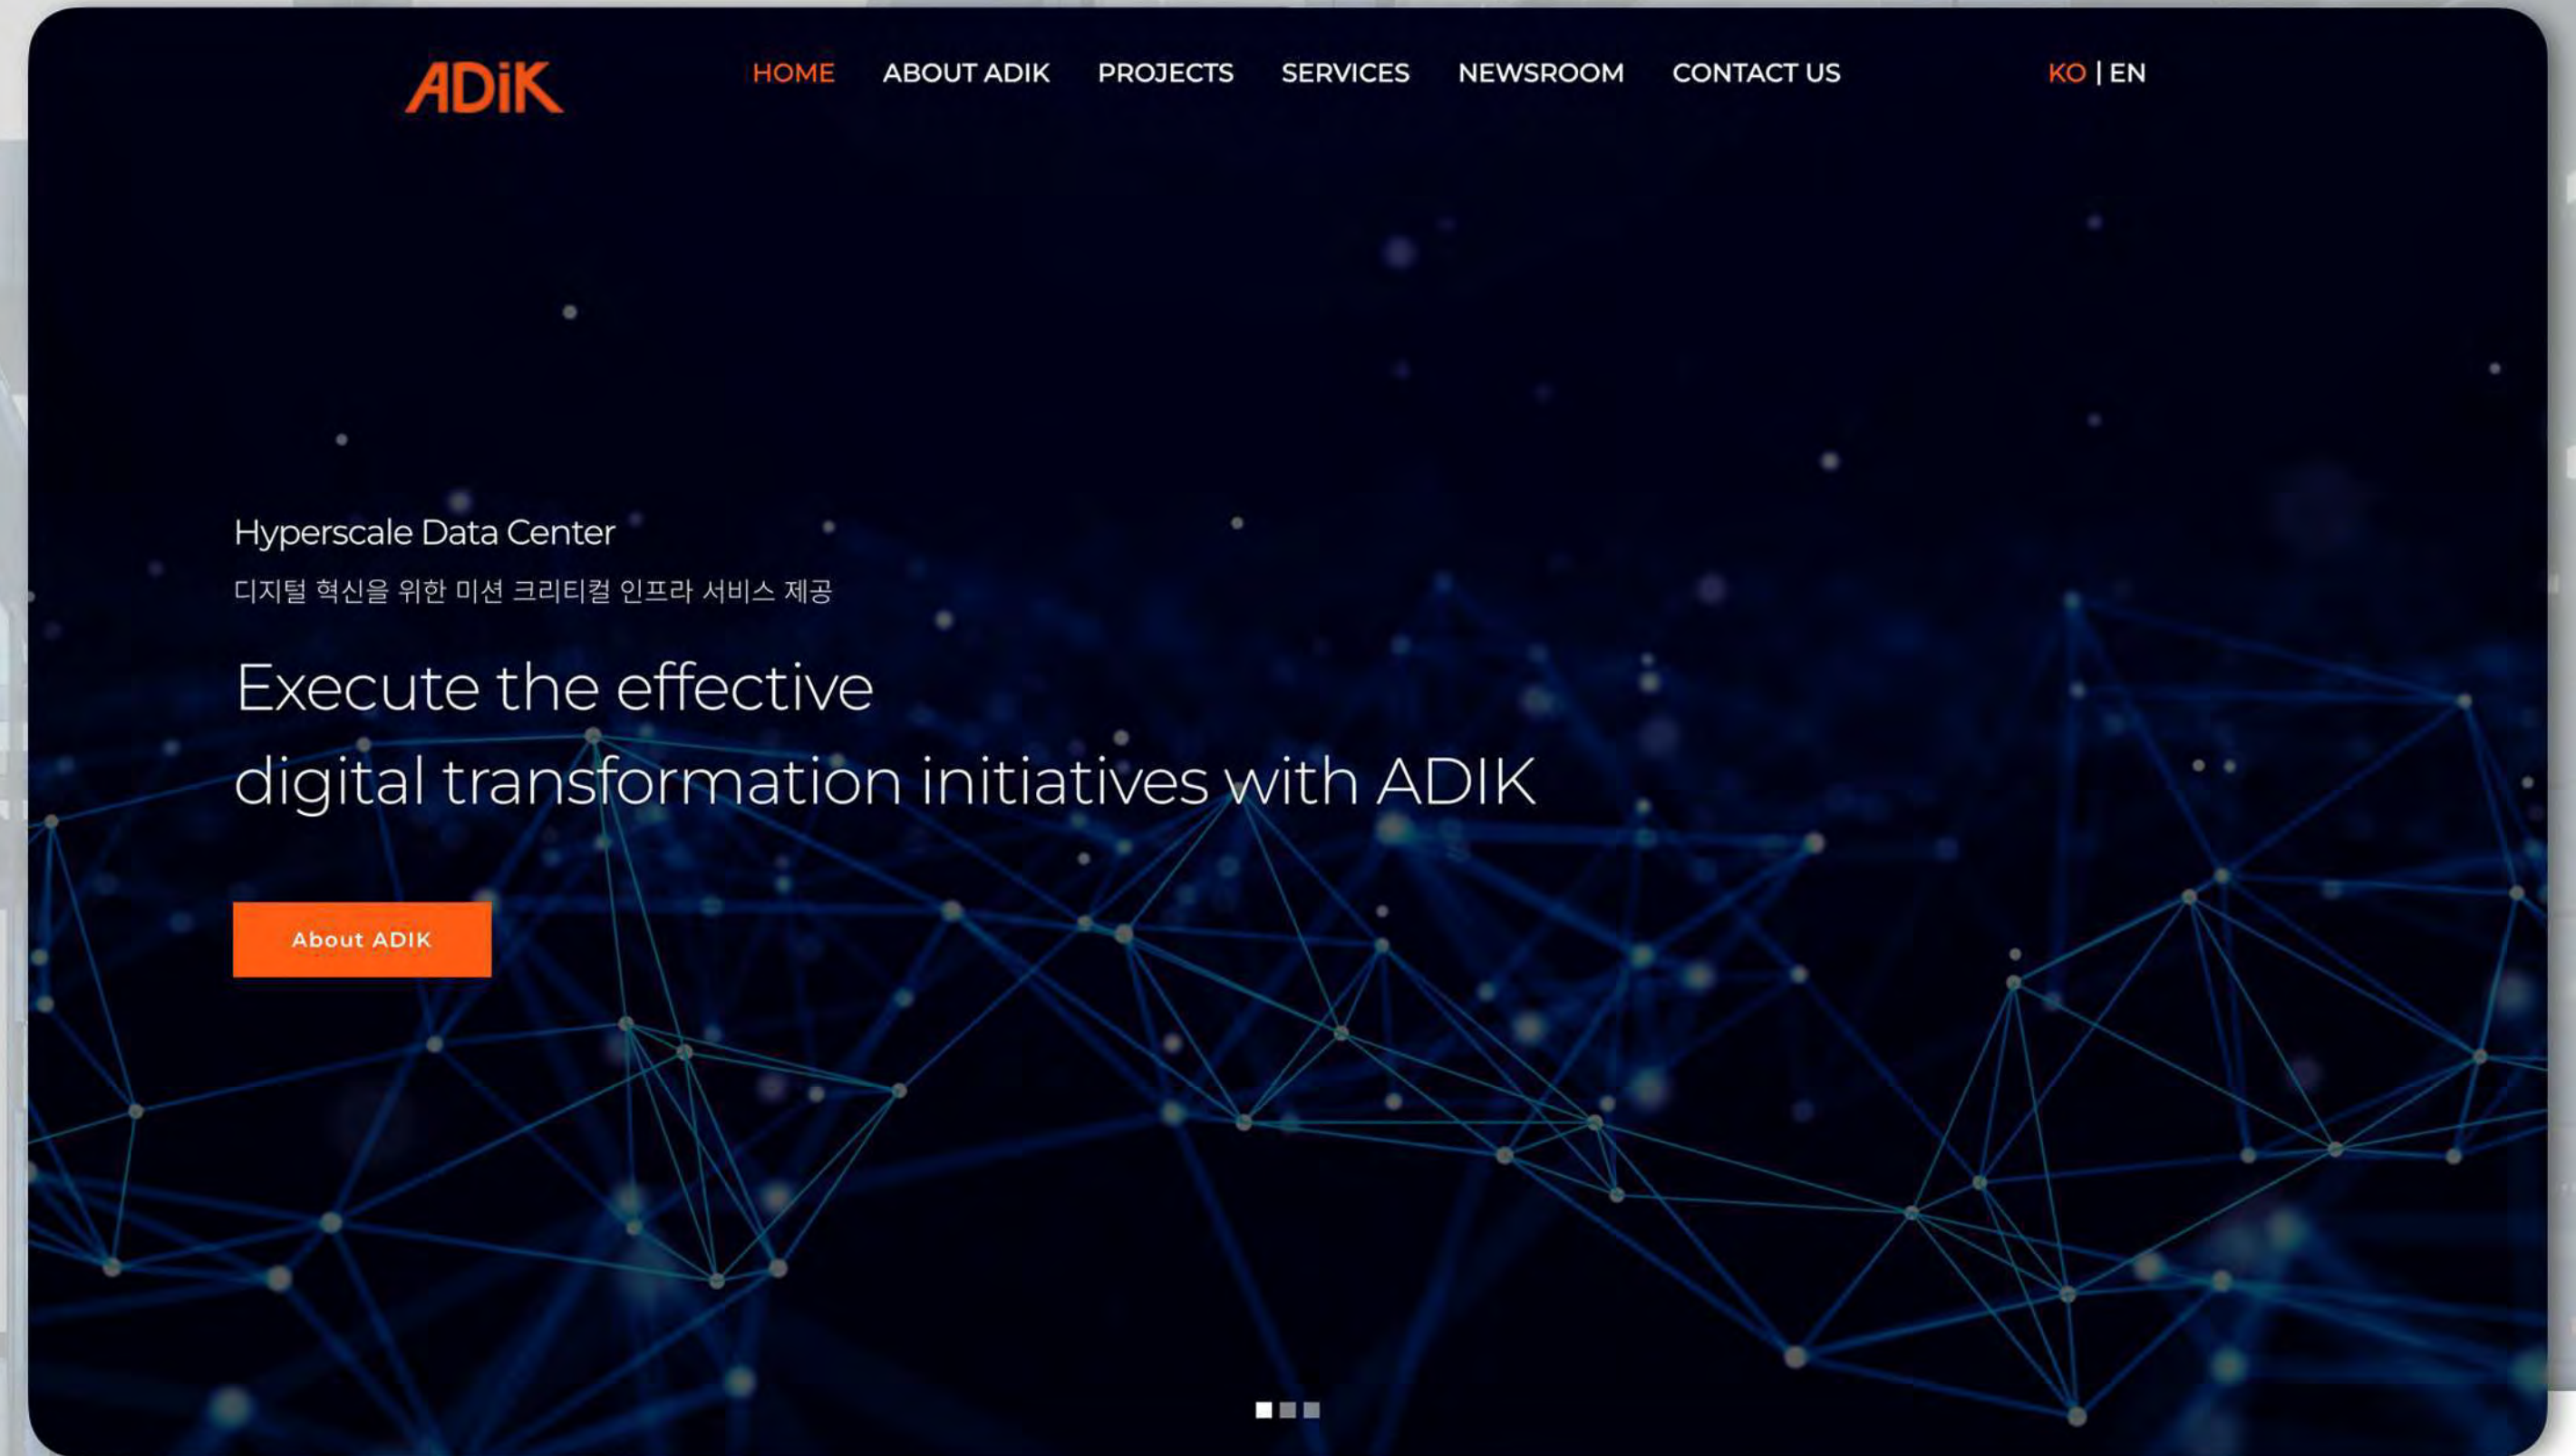 ADiK
HOME ABOUT ADIK PROJECTS SERVICES NEWSROOM CONTACT US KO | EN
Hyperscale Data Center
디지털 혁신을 위한 미션 크리티컬 인프라 서비스 제공
Execute the effective
digital transformation initiatives with ADIK
About ADIK